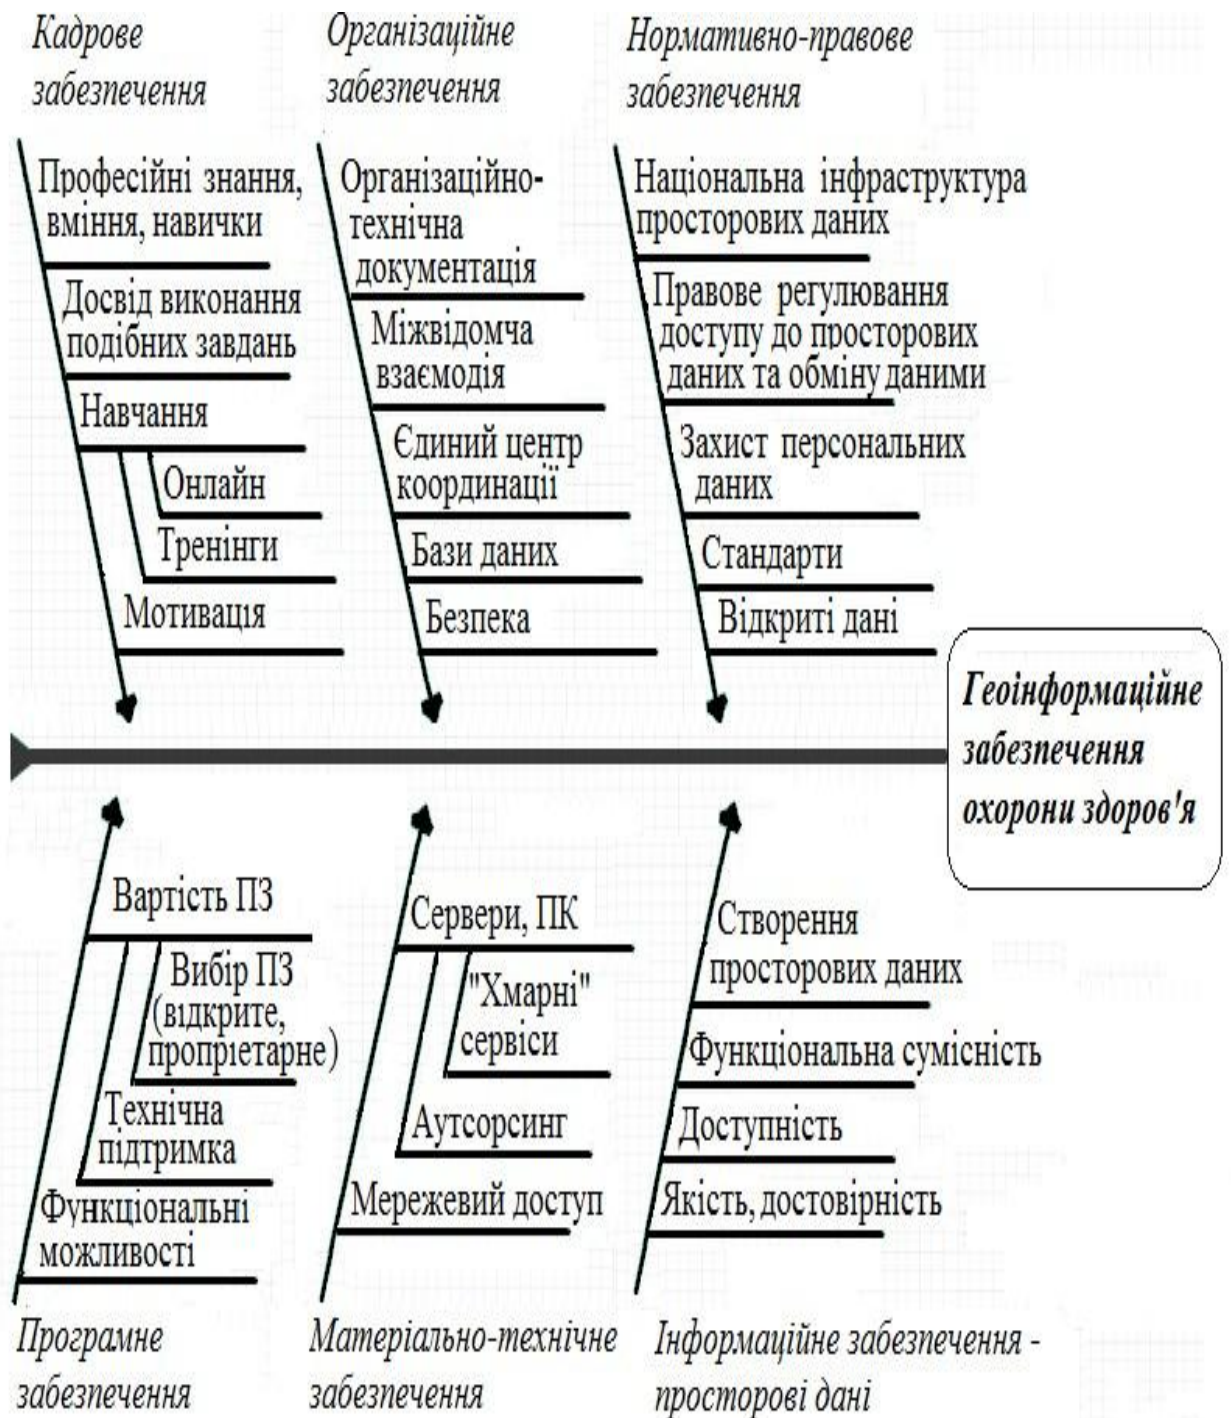 Кадрове
забезпечення
Професійні знання,
вміння, навички
Досвід виконання
подібних завдань
Навчання
Онлайн
Тренінги
Мотивація
Організаційне
забезпечення
Організаційно-
технічна
документація
Міжвідомча
взаємодія
Єдиний центр
координації
Бази даних
Безпека
Нормативно-правове
забезпечення
Національна інфраструктура
просторових даних
Правове регулювання
доступу до просторових
даних та обміну даними
Захист персональних
даних
Стандарти
Відкриті дані
Геоінформаційне
забезпечення
охорони здоров'я
Вартість ПЗ
Вибір ПЗ
(відкрите,
пропрієтарне)
Технічна
підтримка
Функціональні
можливості
Програмне
забезпечення
Сервери, ПК
"Хмарні"
сервіси
Аутсорсинг
Мережевий доступ
Матеріально-технічне
забезпечення
Створення
просторових даних
Функціональна сумісність
Доступність
Якість, достовірність
Інформаційне забезпечення -
просторові дані